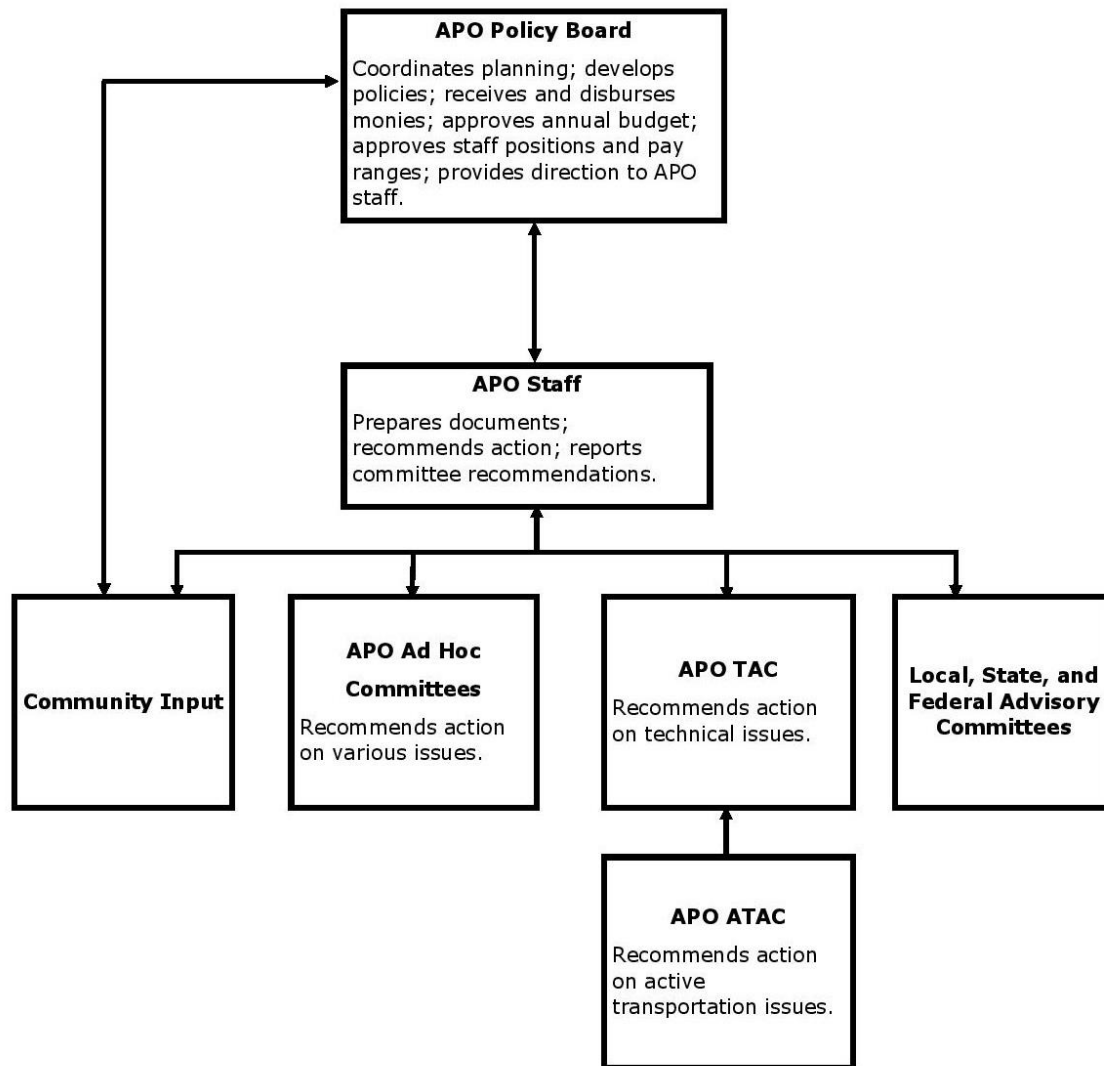 APO Policy Board
Coordinates planning; develops
policies; receives and disburses
monies; approves annual budget;
approves staff positions and pay
ranges; provides direction to APO
staff.
APO Staff
Prepares documents;
recommends action; reports
committee recommendations.
Community Input
APO Ad Hoc
Committees
Recommends action
on various issues.
APO TAC
Recommends action
on technical issues.
Local, State, and
Federal Advisory
Committees
APO ATAC
Recommends action
on active
transportation issues.